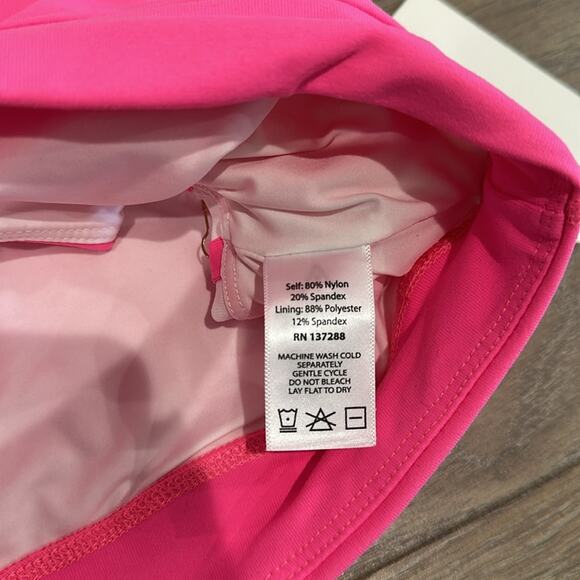 Self: 80% Nylon
20% Spandex
Lining: 88% Polyester
12% Spandex
RN 137288
MACHINE WASH COLD
SEPARATELY
GENTLE CYCLE
DO NOT BLEACH
LAY FLAT TO DRY